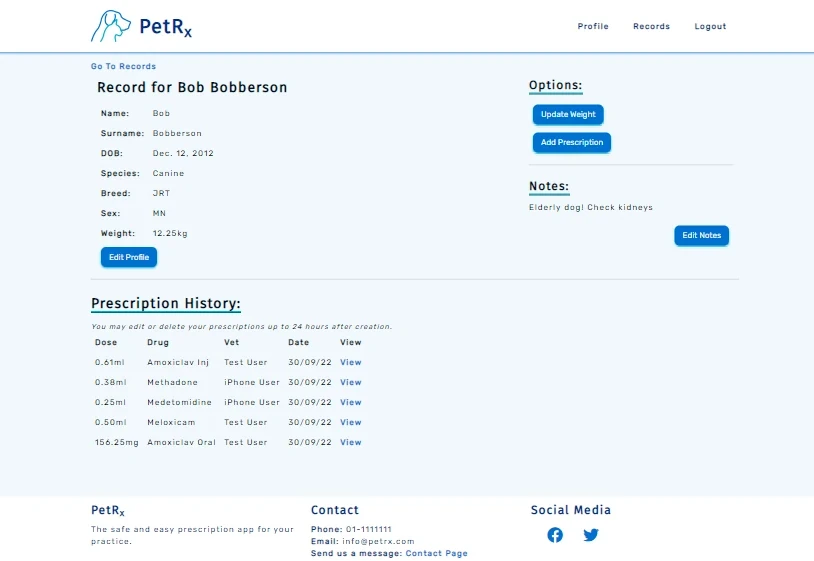 PetRx
Profile Records Logout
Go To Records
Record for Bob Bobberson
Name: Bob
Surname: Bobberson
DOB: Dec. 12, 2012
Species: Canine
Breed: JRT
Sex: MN
Weight: 12.25kg
Edit Profile
Options:
Update Weight
Add Prescription
Notes:
Elderly dog! Check kidneys
Edit Notes
Prescription History:
You may edit or delete your prescriptions up to 24 hours after creation.
Dose Drug Vet Date View
0.61ml Amoxiclav Inj Test User 30/09/22 View
0.38ml Methadone iPhone User 30/09/22 View
0.25ml Medetomidine iPhone User 30/09/22 View
0.50ml Meloxicam Test User 30/09/22 View
156.25mg Amoxiclav Oral Test User 30/09/22 View
PetRx
The safe and easy prescription app for your
practice.
Contact
Phone: 01-1111111
Email: info@petrx.com
Send us a message: Contact Page
Social Media